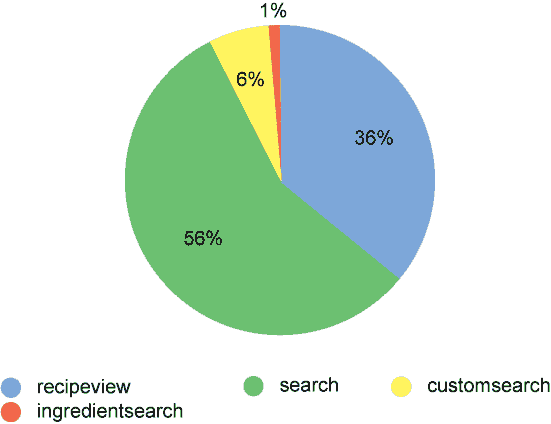 1%
6%
36%
56%
recipeview
search
customsearch
ingredientsearch